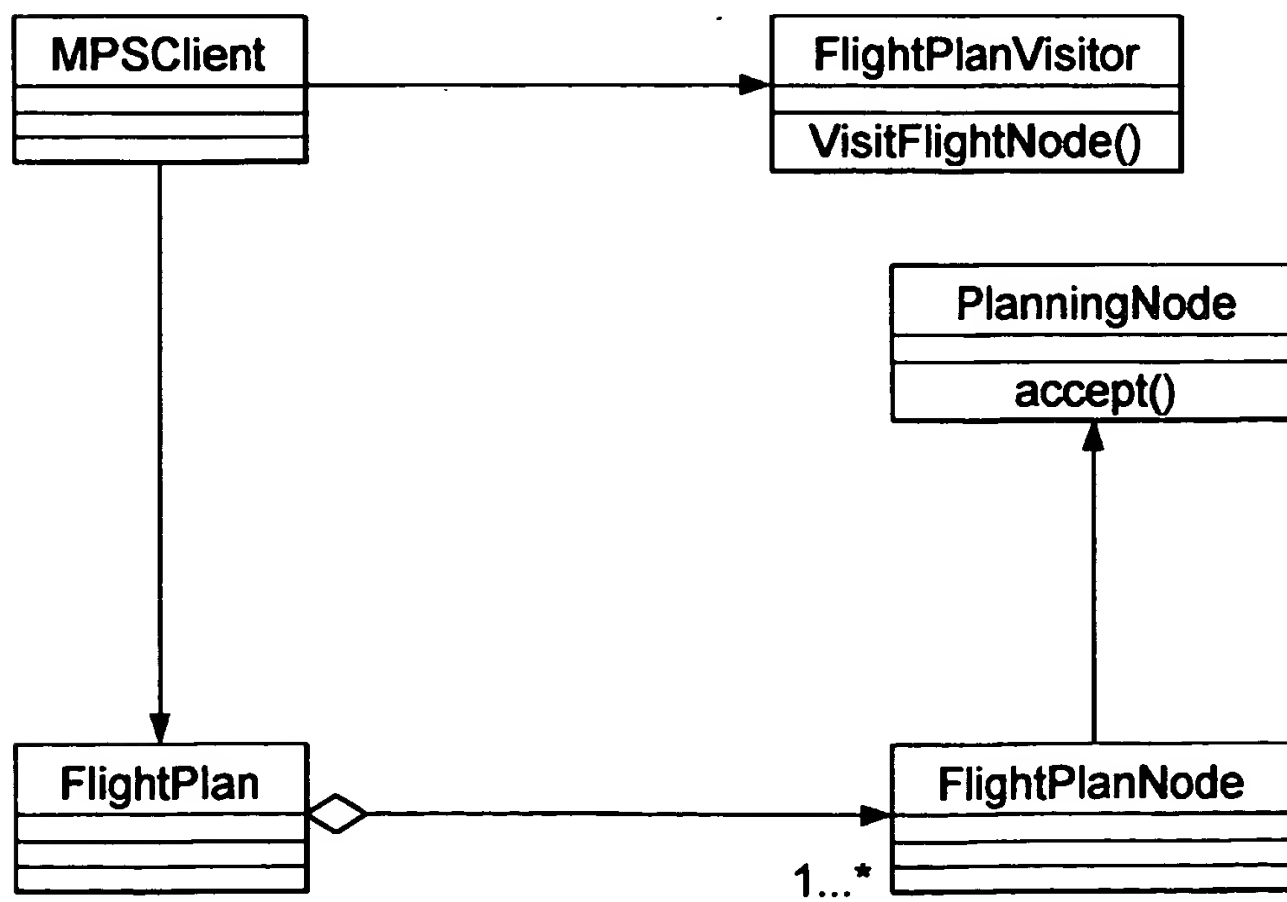 MPSClient
FlightPlanVisitor
VisitFlightNode()
PlanningNode
accept()
FlightPlan
FlightPlanNode
1...*